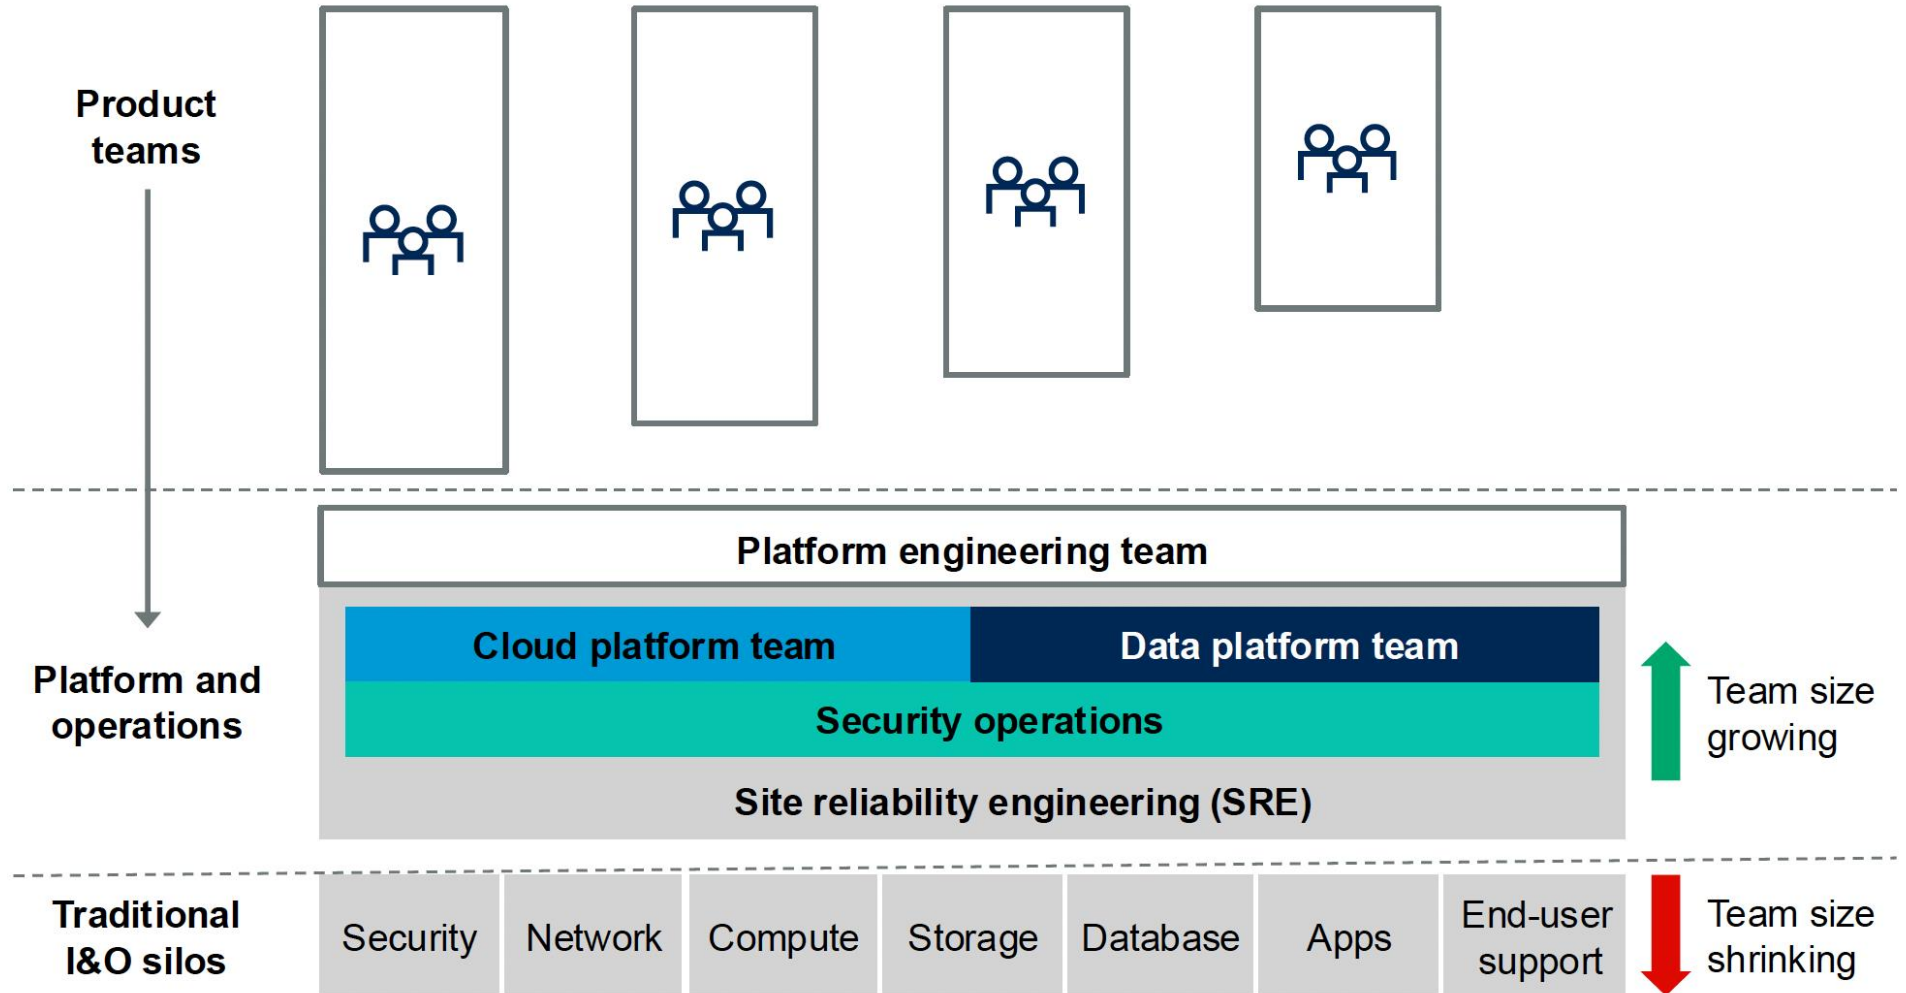 Product
teams
Platform engineering team
Cloud platform team
Data platform team
Platform and
operations
Security operations
Team size
growing
Site reliability engineering (SRE)
Traditional
I&O silos
Security
Network
Compute
Storage
Database
Apps
End-user
support
Team size
shrinking